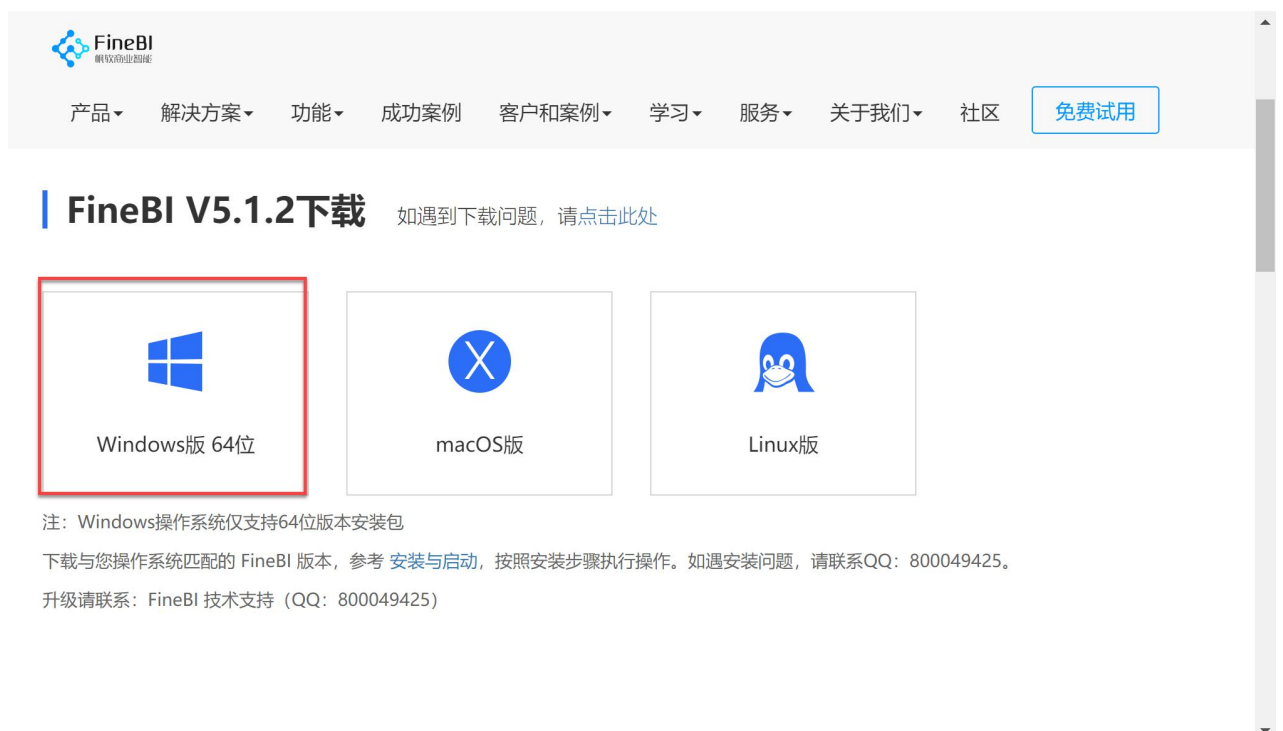 FineBI
帆软商业智能
产品 解决方案 功能 成功案例 客户和案例 学习 服务 关于我们 社区 免费试用
FineBI V5.1.2下载 如遇到下载问题，请点击此处
Windows版 64位 macOS版 Linux版
注：Windows操作系统仅支持64位版本安装包
下载与您操作系统匹配的 FineBI 版本，参考 安装与启动，按照安装步骤执行操作。如遇安装问题，请联系QQ：800049425。
升级请联系：FineBI 技术支持（QQ：800049425）